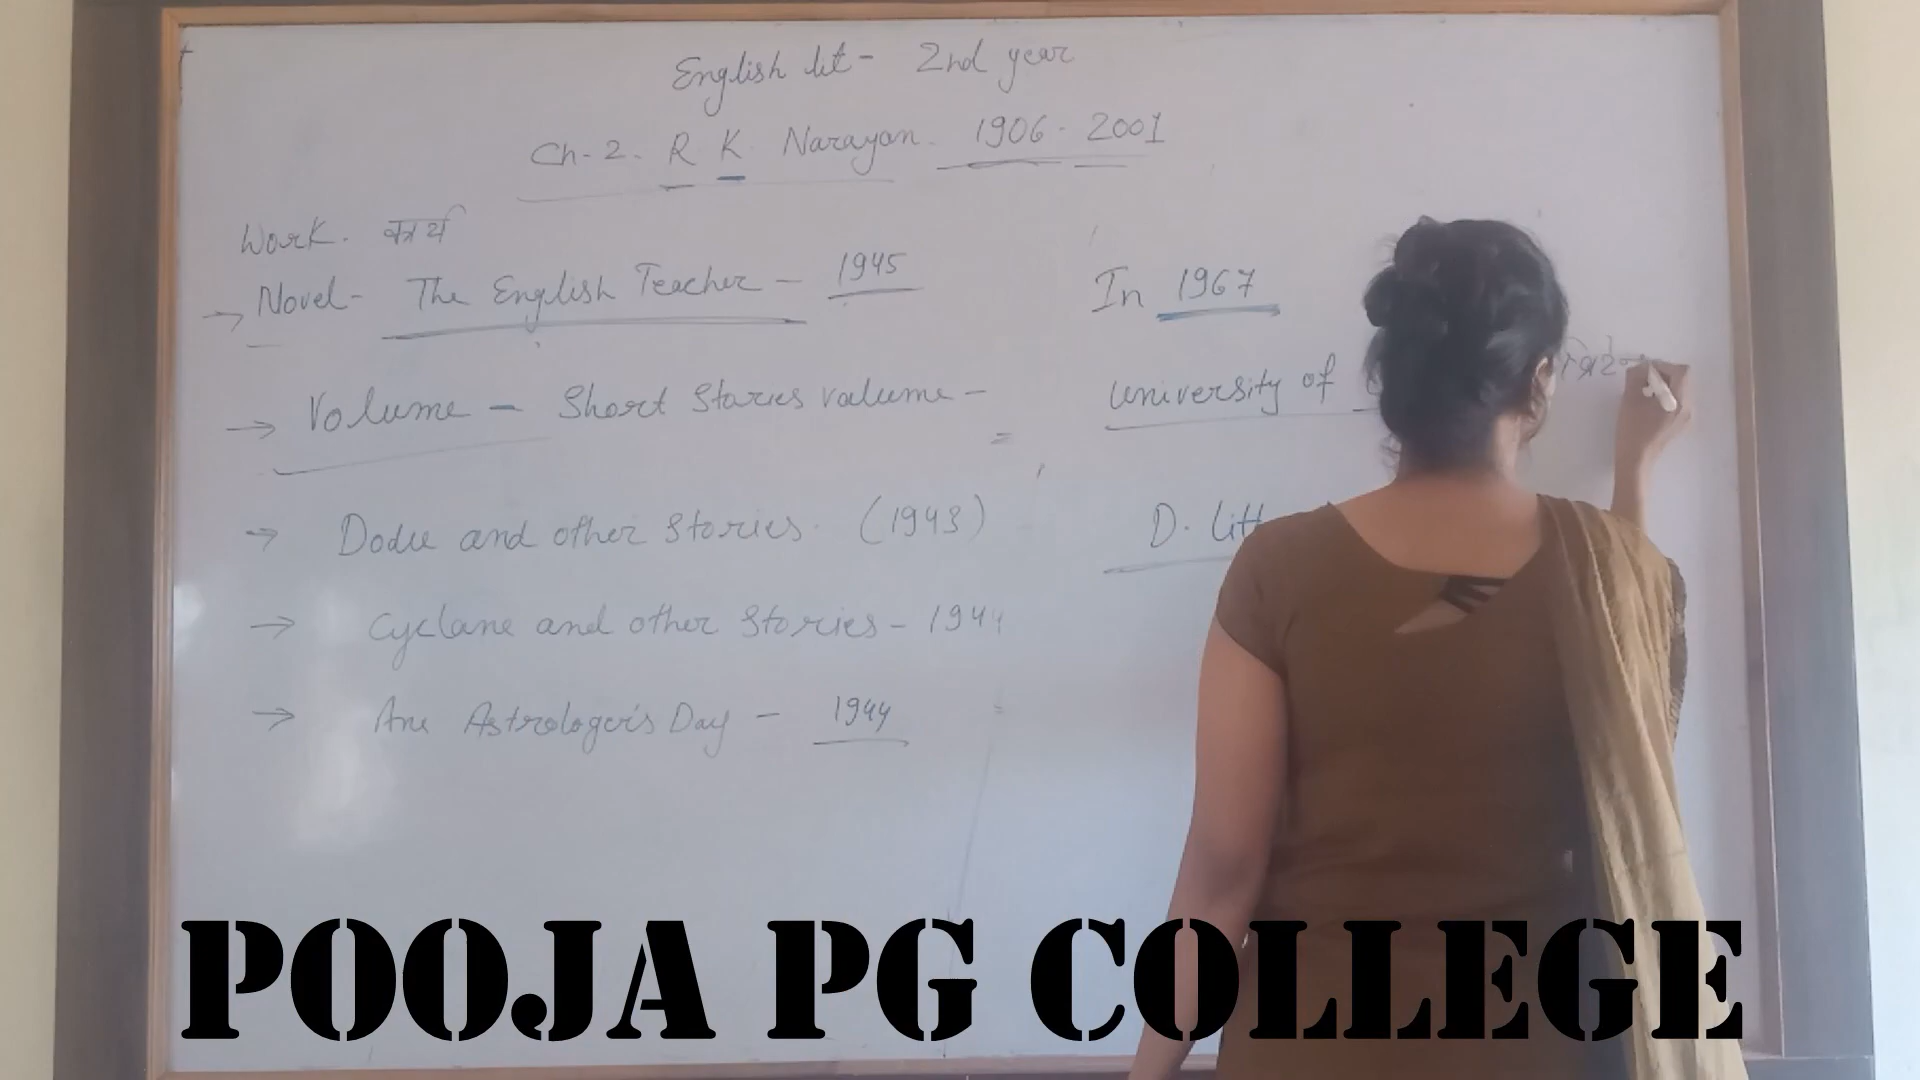 English lit - 2nd year
Ch-2. R K Narayan. 1906 - 2001
Work. कार्य
→ Novel- The English Teacher - 1945
→ Volume - Short Stories volume -
→ Dodu and other Stories. (1943)
→ Cyclone and other Stories - 1944
→ An Astrologer's Day - 1944
In 1967
University of
D. Litt
POOJA PG COLLEGE